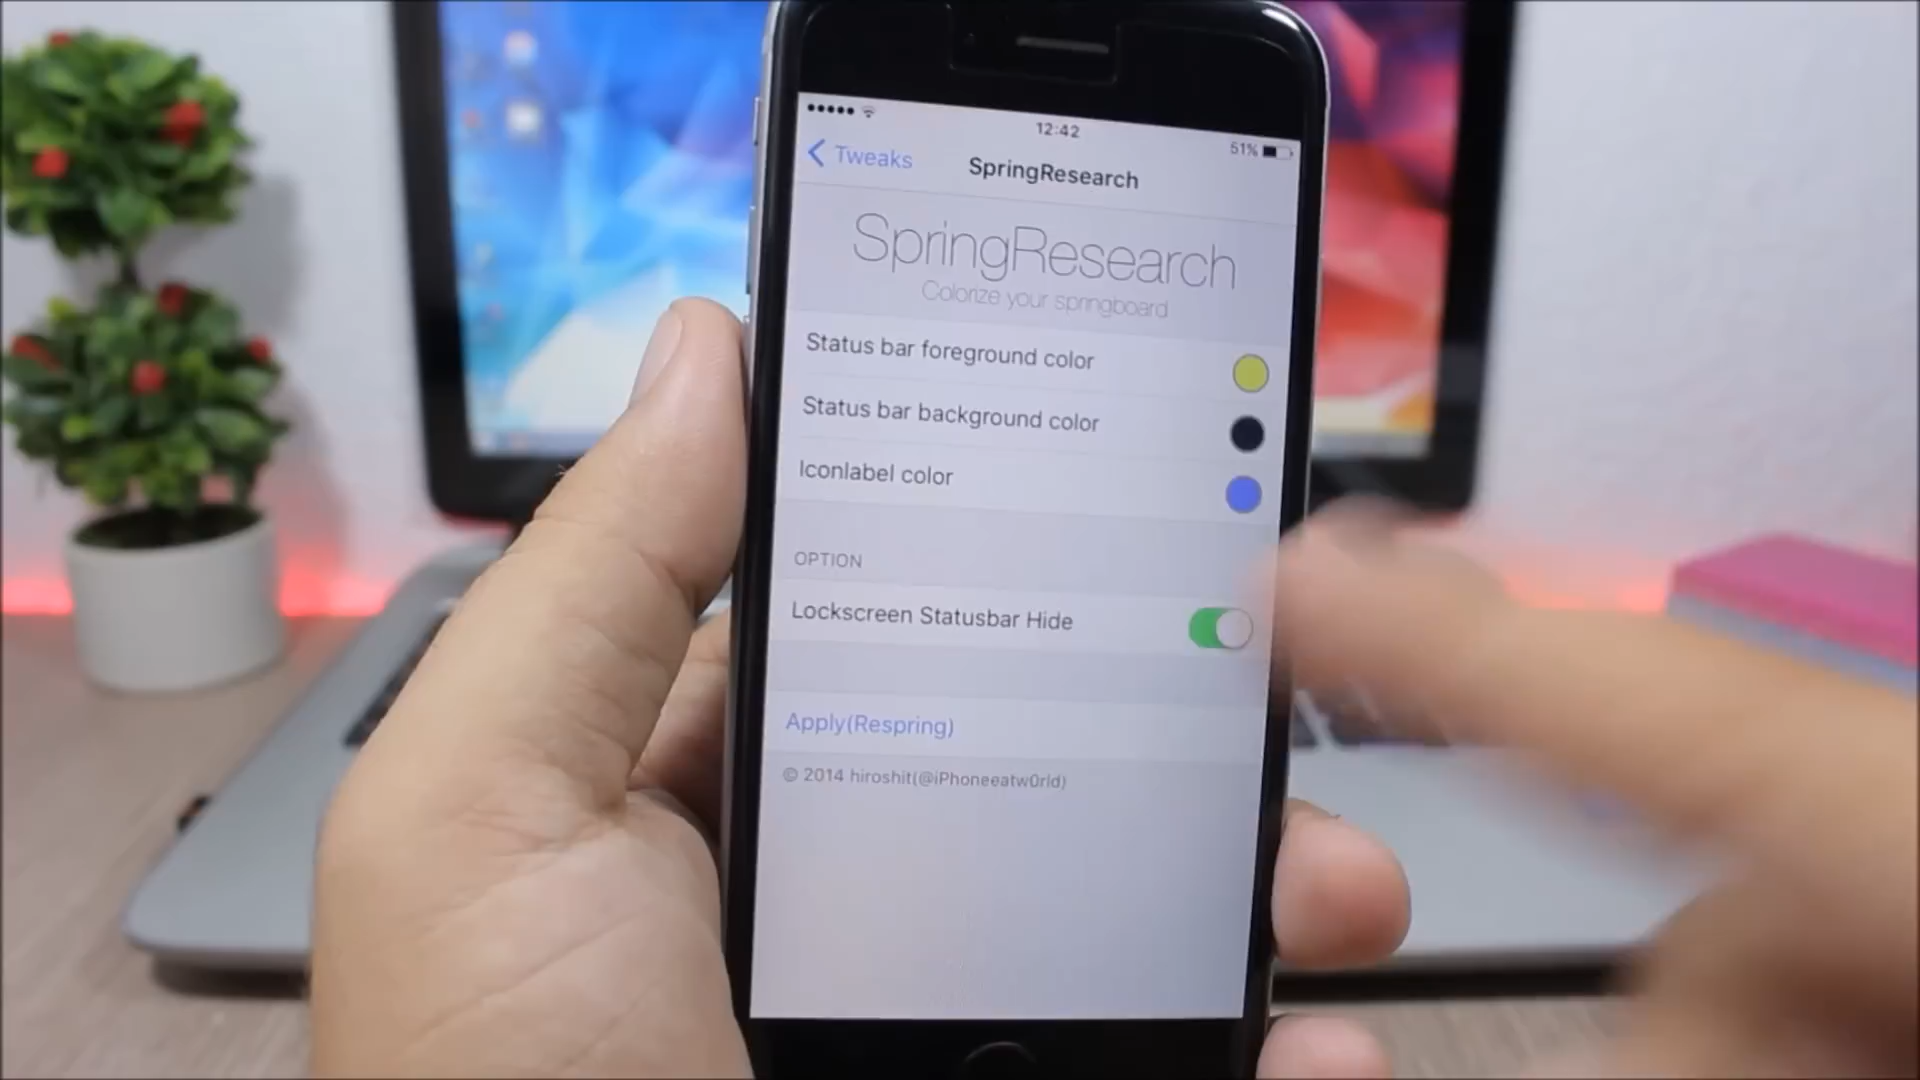 12:42
51%
Tweaks
SpringResearch
SpringResearch
Colorize your springboard
Status bar foreground color
Status bar background color
Iconlabel color
OPTION
Lockscreen Statusbar Hide
Apply(Respring)
© 2014 hiroshit(@iPhoneeatw0rld)